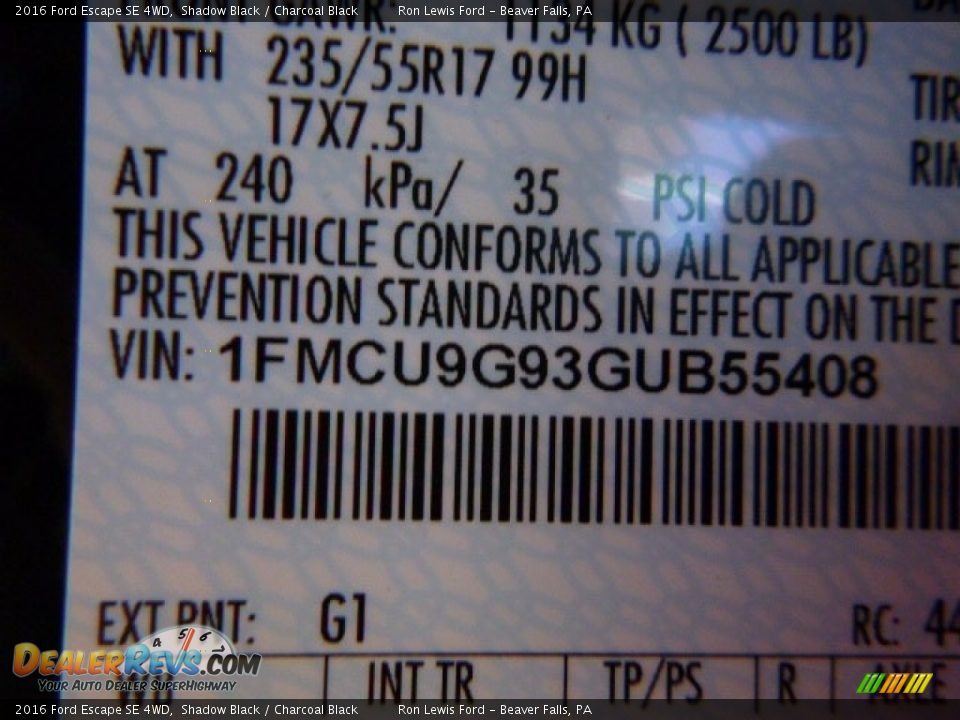 2016 Ford Escape SE 4WD, Shadow Black / Charcoal Black Ron Lewis Ford - Beaver Falls, PA
1134 KG ( 2500 LB)
WITH 235/55R17 99H
17X7.5J
AT 240 kPa/ 35 PSI COLD
THIS VEHICLE CONFORMS TO ALL APPLICABLE
PREVENTION STANDARDS IN EFFECT ON THE D
VIN: 1FMCU9G93GUB55408
EXT PNT: G1 RC: 44
INT TR TP/PS R AXLE
DEALERREVS.COM
YOUR AUTO DEALER SUPERHIGHWAY
2016 Ford Escape SE 4WD, Shadow Black / Charcoal Black Ron Lewis Ford - Beaver Falls, PA